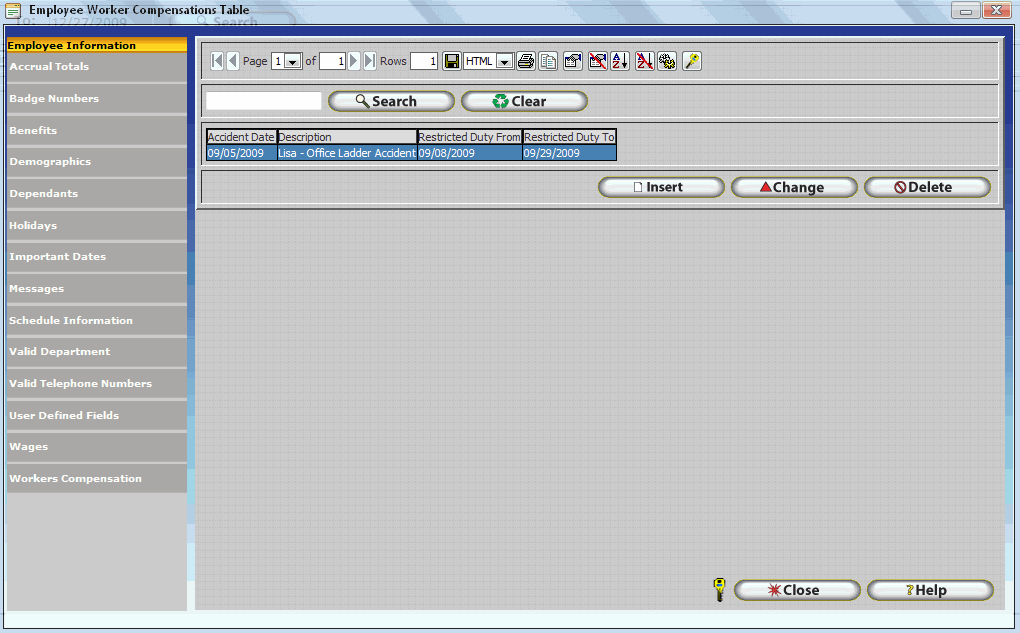 Employee Worker Compensations Table
To: 12/27/2009 Search
Employee Information
Accrual Totals
Badge Numbers
Benefits
Demographics
Dependants
Holidays
Important Dates
Messages
Schedule Information
Valid Department
Valid Telephone Numbers
User Defined Fields
Wages
Workers Compensation
Page 1 of 1 Rows 1 HTML
Search Clear
Accident Date Description Restricted Duty From Restricted Duty To
09/05/2009 Lisa - Office Ladder Accident 09/08/2009 09/29/2009
Insert Change Delete
Close Help